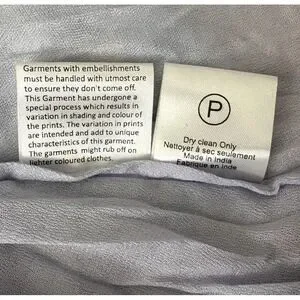 Garments with embellishments
must be handled with utmost care
to ensure they don't come off.
This Garment has undergone a
special process which results in
variation in shading and colour of
the prints. The variation in prints
are intended and add to unique
characteristics of this garment.
The garments might rub off on
lighter coloured clothes.
P
Dry clean Only
Nettoyer à sec seulement
Made in India
Fabrique en Inde